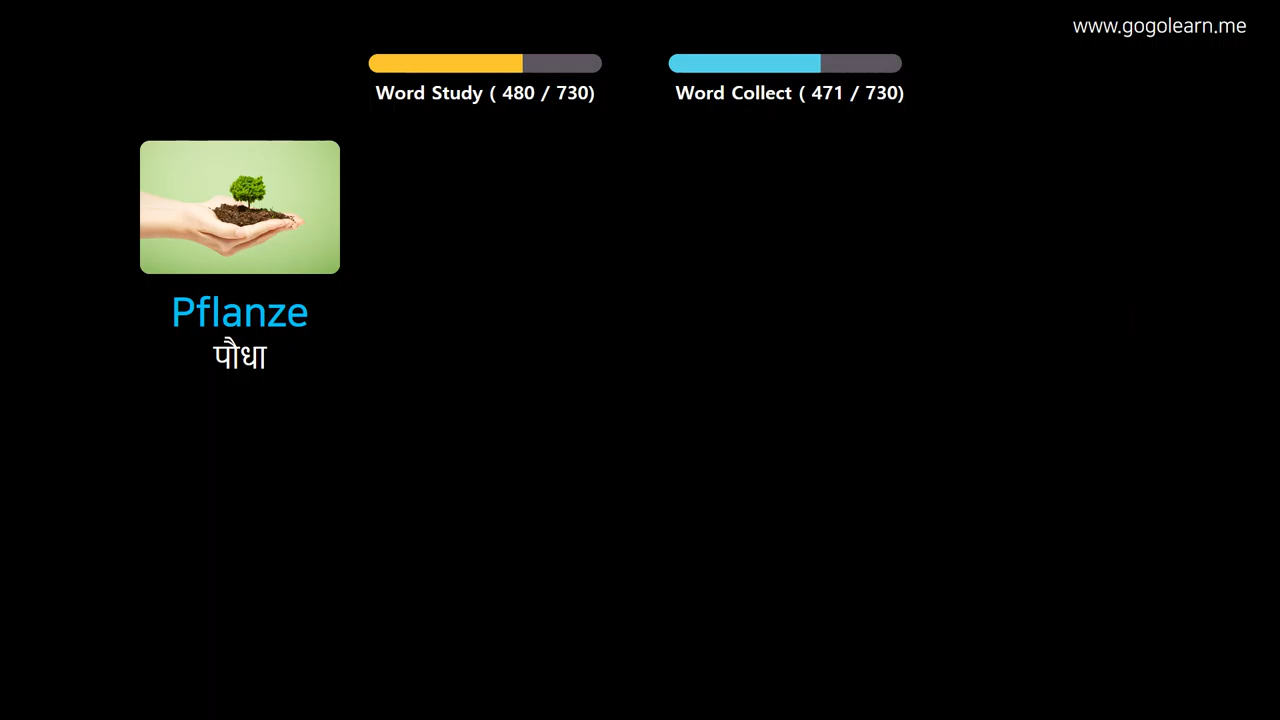 www.gogolearn.me
Word Study ( 480 / 730)
Word Collect ( 471 / 730)
Pflanze
पौधा